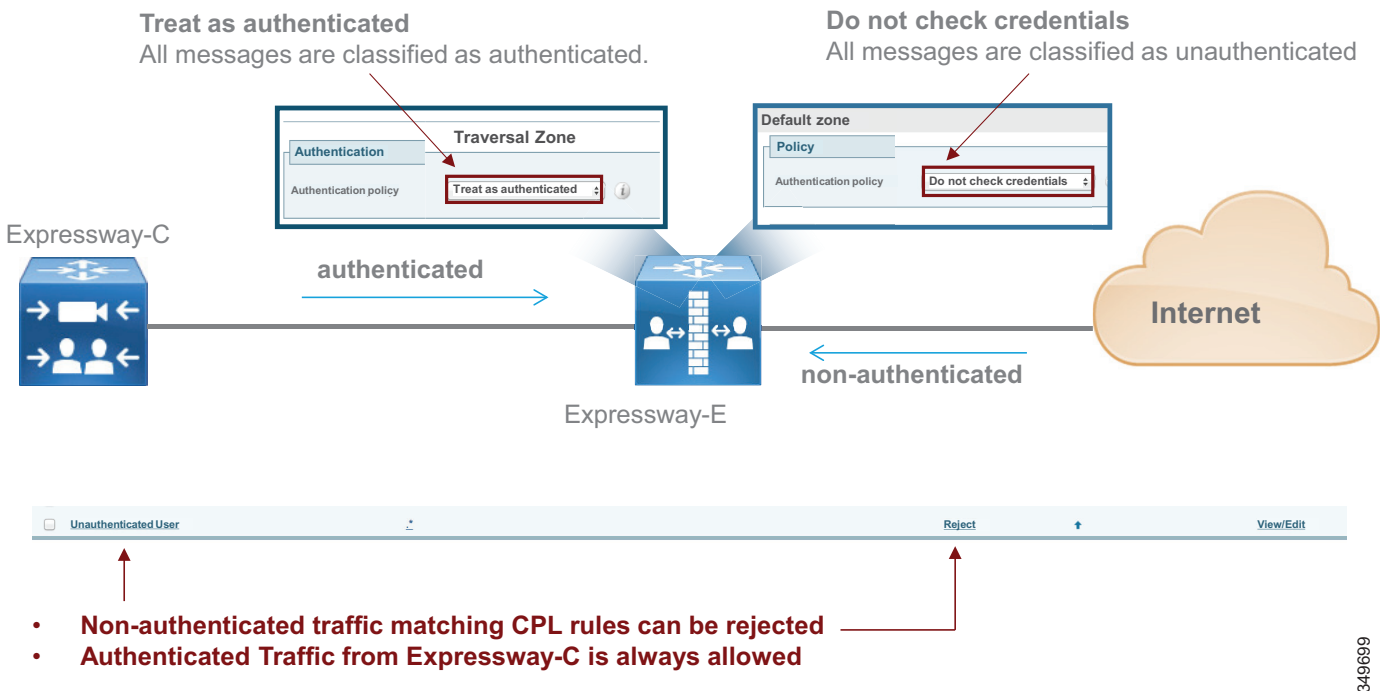 Treat as authenticated
All messages are classified as authenticated.
Do not check credentials
All messages are classified as unauthenticated
Traversal Zone
Authentication
Authentication policy
Treat as authenticated
i
Default zone
Policy
Authentication policy
Do not check credentials
Expressway-C
authenticated
Internet
non-authenticated
Expressway-E
Unauthenticated User .* Reject View/Edit
• Non-authenticated traffic matching CPL rules can be rejected
• Authenticated Traffic from Expressway-C is always allowed
349699